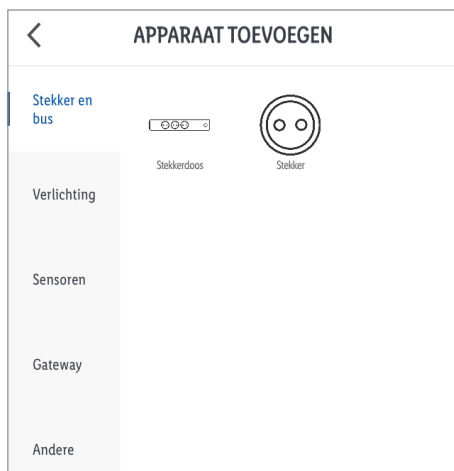 APPARAAT TOEVOEGEN
Stekker en
bus
Stekkerdoos
Stekker
Verlichting
Sensoren
Gateway
Andere